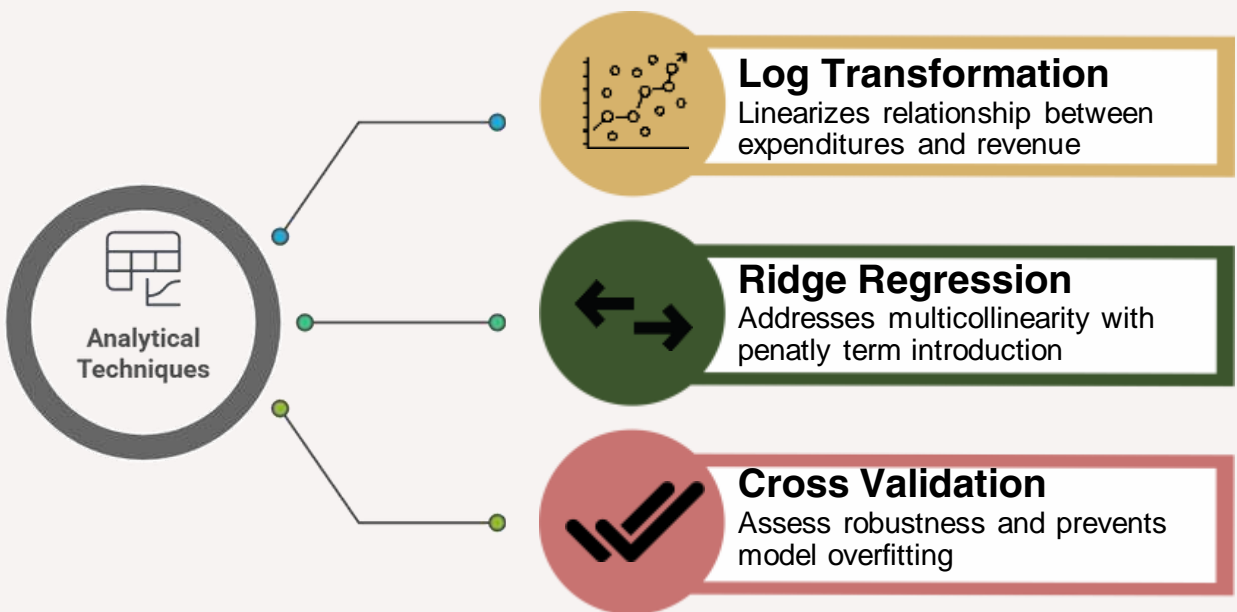 Analytical
Techniques
Log Transformation
Linearizes relationship between
expenditures and revenue
Ridge Regression
Addresses multicollinearity with
penatly term introduction
Cross Validation
Assess robustness and prevents
model overfitting